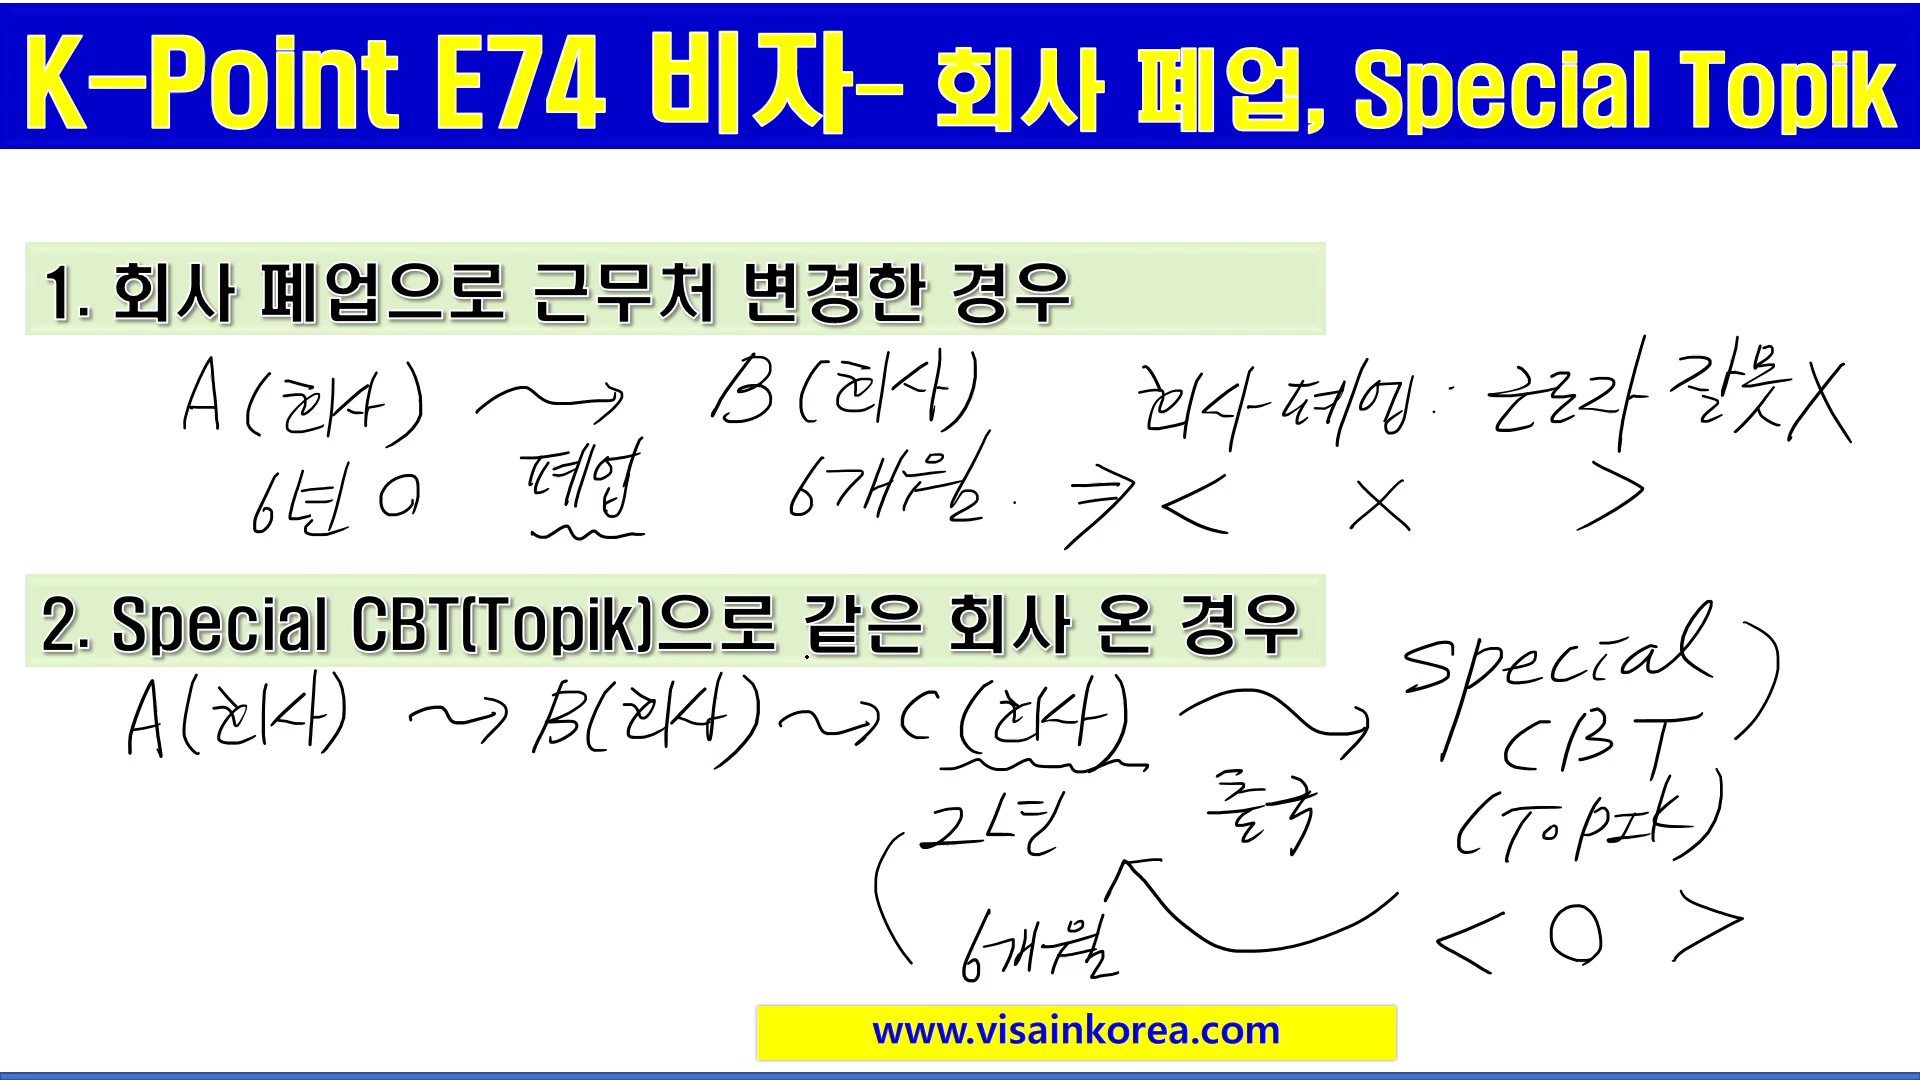 K-Point E74 비자- 회사 폐업, Special Topik
1. 회사 폐업으로 근무처 변경한 경우
A (회사) B (회사) 회사-폐업: 근로자 잘못 X
6년 0 폐업 6개월. ⇒ < X >
2. Special CBT(Topik)으로 같은 회사 온 경우
A (회사) B (회사) C (회사) special
CBT
2년 출국 (TOPIK)
6개월 < O >
www.visainkorea.com